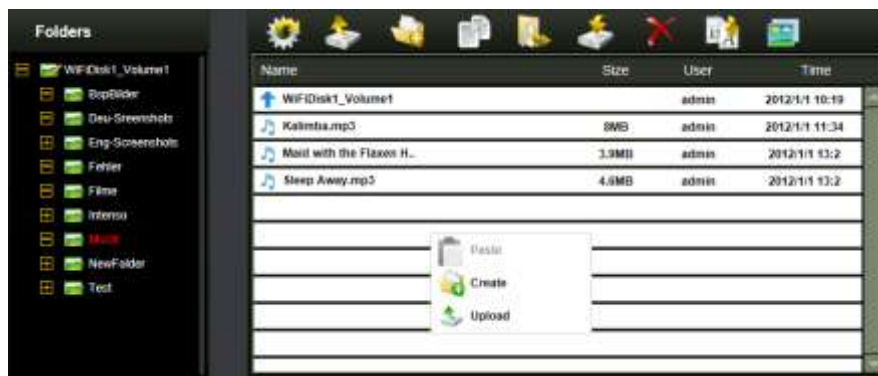 Folders
WiFiDisk1_Volume1
BspBilder
Deu-Sreenshots
Eng-Screenshots
Fehler
Filme
Intenso
Musik
NewFolder
Test
Name Size User Time
WiFiDisk1_Volume1 admin 2012/1/1 10:19
Kalimba.mp3 8MB admin 2012/1/1 11:34
Maid with the Flaxen H.. 3.9MB admin 2012/1/1 13:2
Sleep Away.mp3 4.6MB admin 2012/1/1 13:2
Paste
Create
Upload